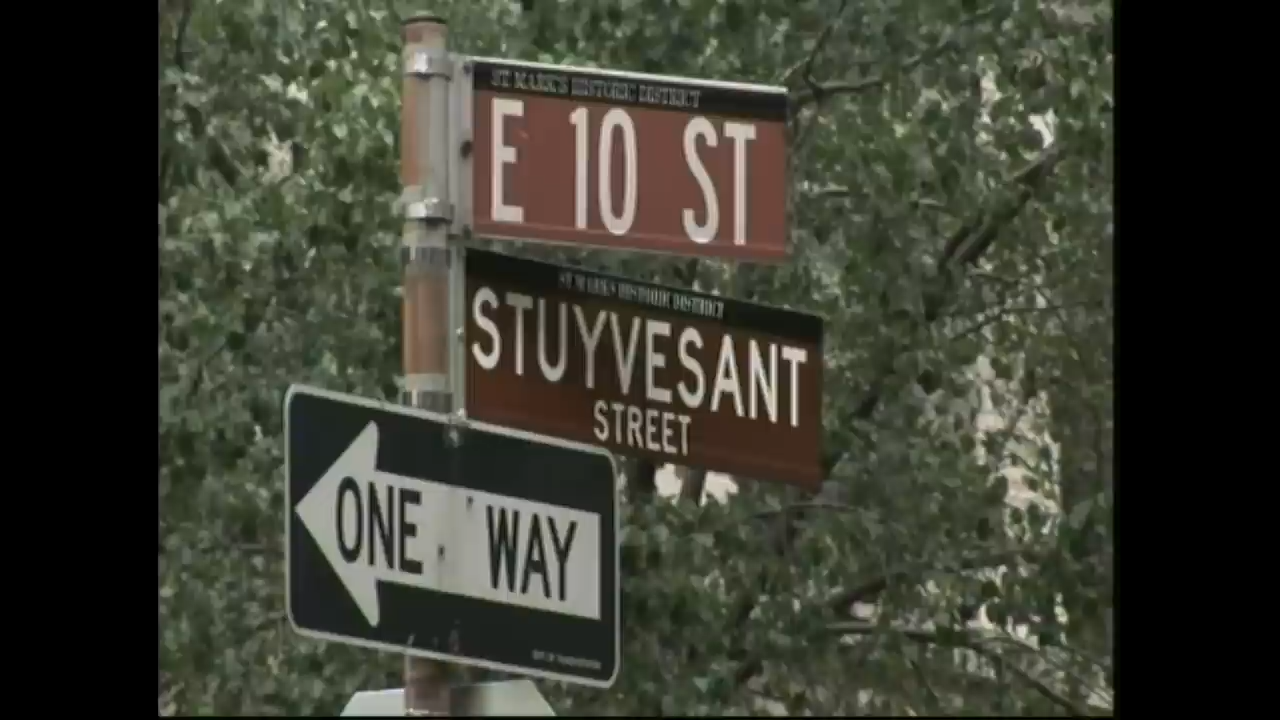 ST. MARK'S HISTORIC DISTRICT
E 10 ST
ST. MARK'S HISTORIC DISTRICT
STUYVESANT
STREET
ONE WAY